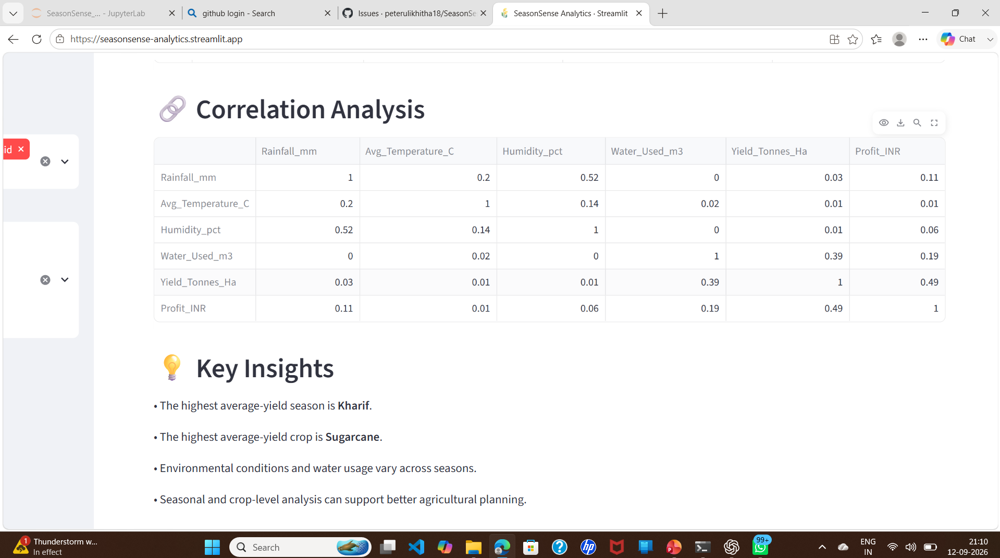 SeasonSense_... - JupyterLab
github login - Search
Issues · peterulikhitha18/SeasonSe
SeasonSense Analytics · Streamlit
https://seasonsense-analytics.streamlit.app
Chat
id
Correlation Analysis
Rainfall_mm Avg_Temperature_C Humidity_pct Water_Used_m3 Yield_Tonnes_Ha Profit_INR
Rainfall_mm 1 0.2 0.52 0 0.03 0.11
Avg_Temperature_C 0.2 1 0.14 0.02 0.01 0.01
Humidity_pct 0.52 0.14 1 0 0.01 0.06
Water_Used_m3 0 0.02 0 1 0.39 0.19
Yield_Tonnes_Ha 0.03 0.01 0.01 0.39 1 0.49
Profit_INR 0.11 0.01 0.06 0.19 0.49 1
Key Insights
• The highest average-yield season is Kharif.
• The highest average-yield crop is Sugarcane.
• Environmental conditions and water usage vary across seasons.
• Seasonal and crop-level analysis can support better agricultural planning.
1
Thunderstorm w...
In effect
Search
hp
P
99+
ENG
IN
21:10
12-09-2026